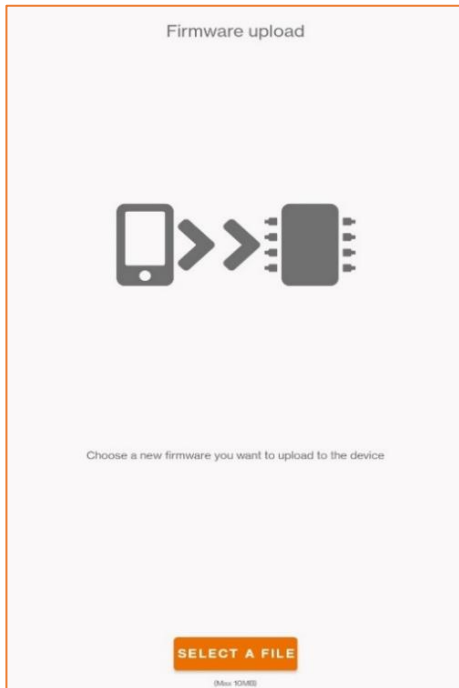 Firmware upload
Choose a new firmware you want to upload to the device
SELECT A FILE
(Max 10MB)